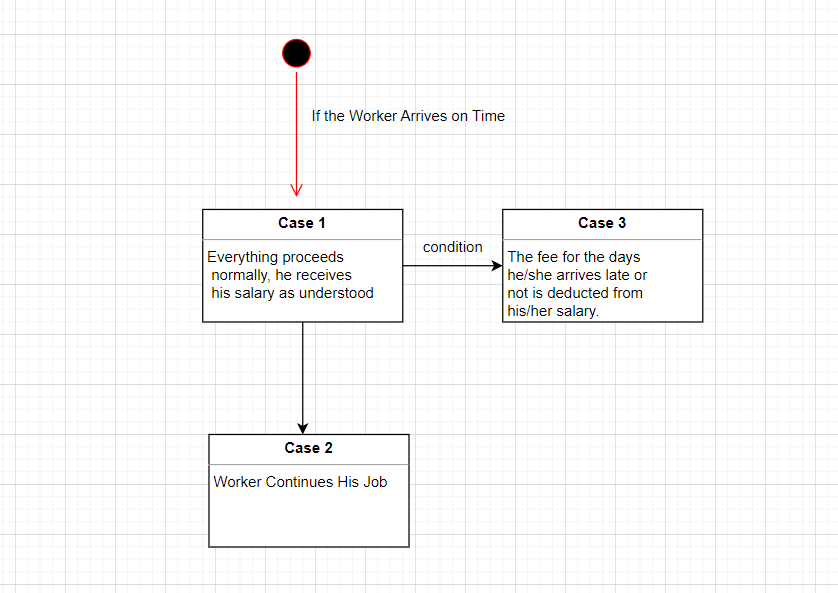 If the Worker Arrives on Time
Case 1
Everything proceeds
normally, he receives
his salary as understood
condition
Case 3
The fee for the days
he/she arrives late or
not is deducted from
his/her salary.
Case 2
Worker Continues His Job